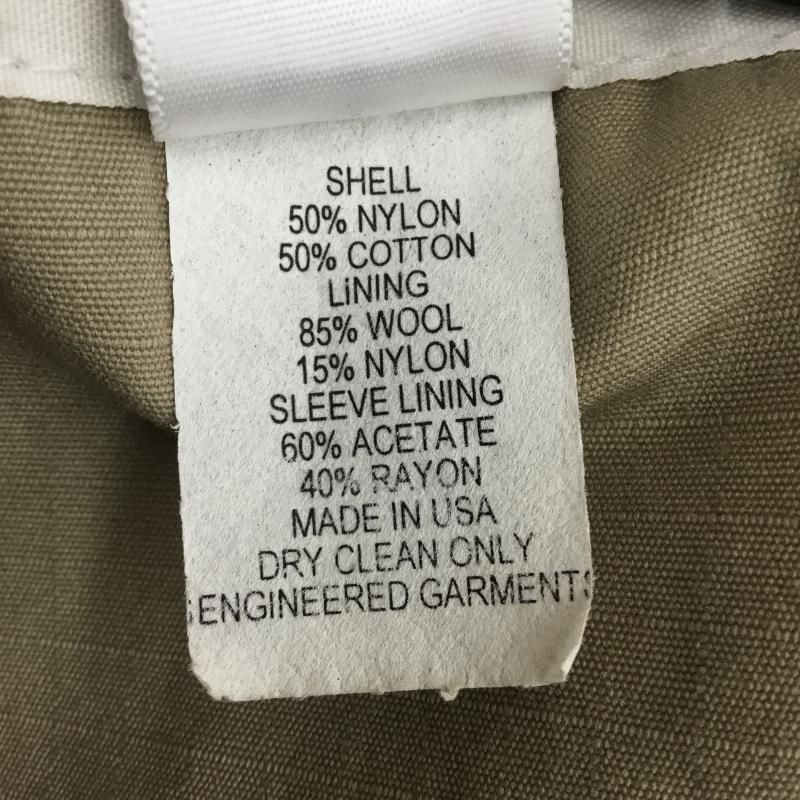 SHELL
50% NYLON
50% COTTON
LiNING
85% WOOL
15% NYLON
SLEEVE LINING
60% ACETATE
40% RAYON
MADE IN USA
DRY CLEAN ONLY
ENGINEERED GARMENTS